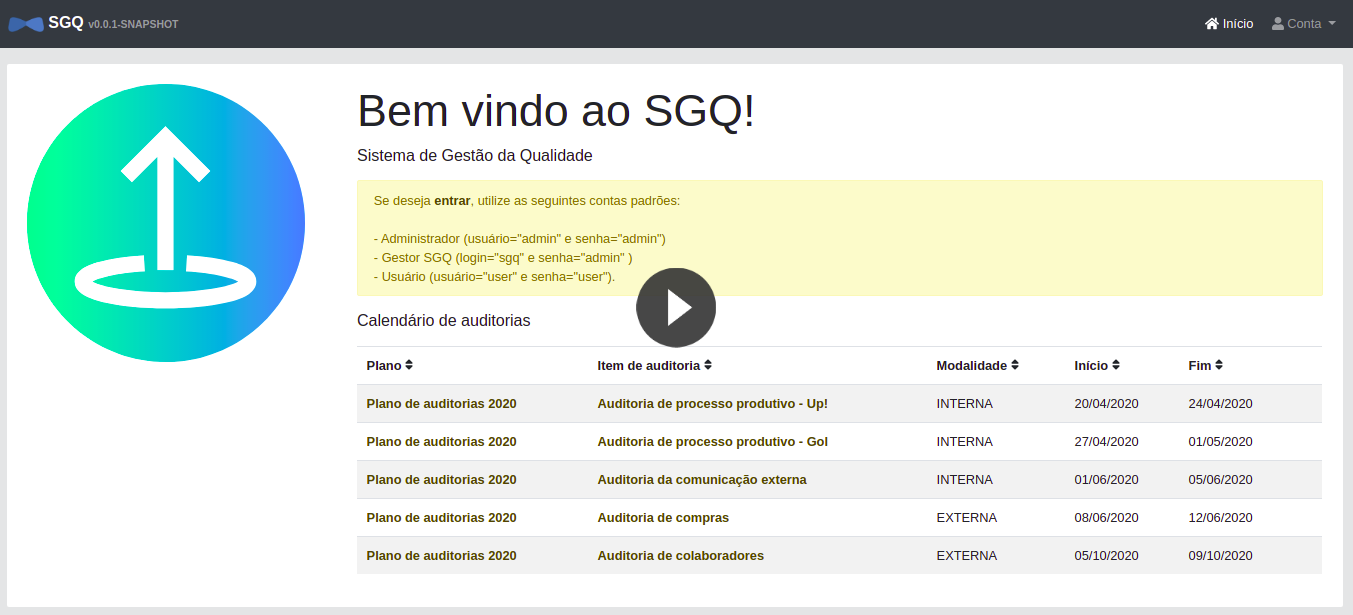 SGQ v0.0.1-SNAPSHOT
Início Conta
Bem vindo ao SGQ!
Sistema de Gestão da Qualidade
Se deseja entrar, utilize as seguintes contas padrões:
- Administrador (usuário="admin" e senha="admin")
- Gestor SGQ (login="sgq" e senha="admin" )
- Usuário (usuário="user" e senha="user").
Calendário de auditorias
Plano Item de auditoria Modalidade Início Fim
Plano de auditorias 2020 Auditoria de processo produtivo - Up! INTERNA 20/04/2020 24/04/2020
Plano de auditorias 2020 Auditoria de processo produtivo - Gol INTERNA 27/04/2020 01/05/2020
Plano de auditorias 2020 Auditoria da comunicação externa INTERNA 01/06/2020 05/06/2020
Plano de auditorias 2020 Auditoria de compras EXTERNA 08/06/2020 12/06/2020
Plano de auditorias 2020 Auditoria de colaboradores EXTERNA 05/10/2020 09/10/2020